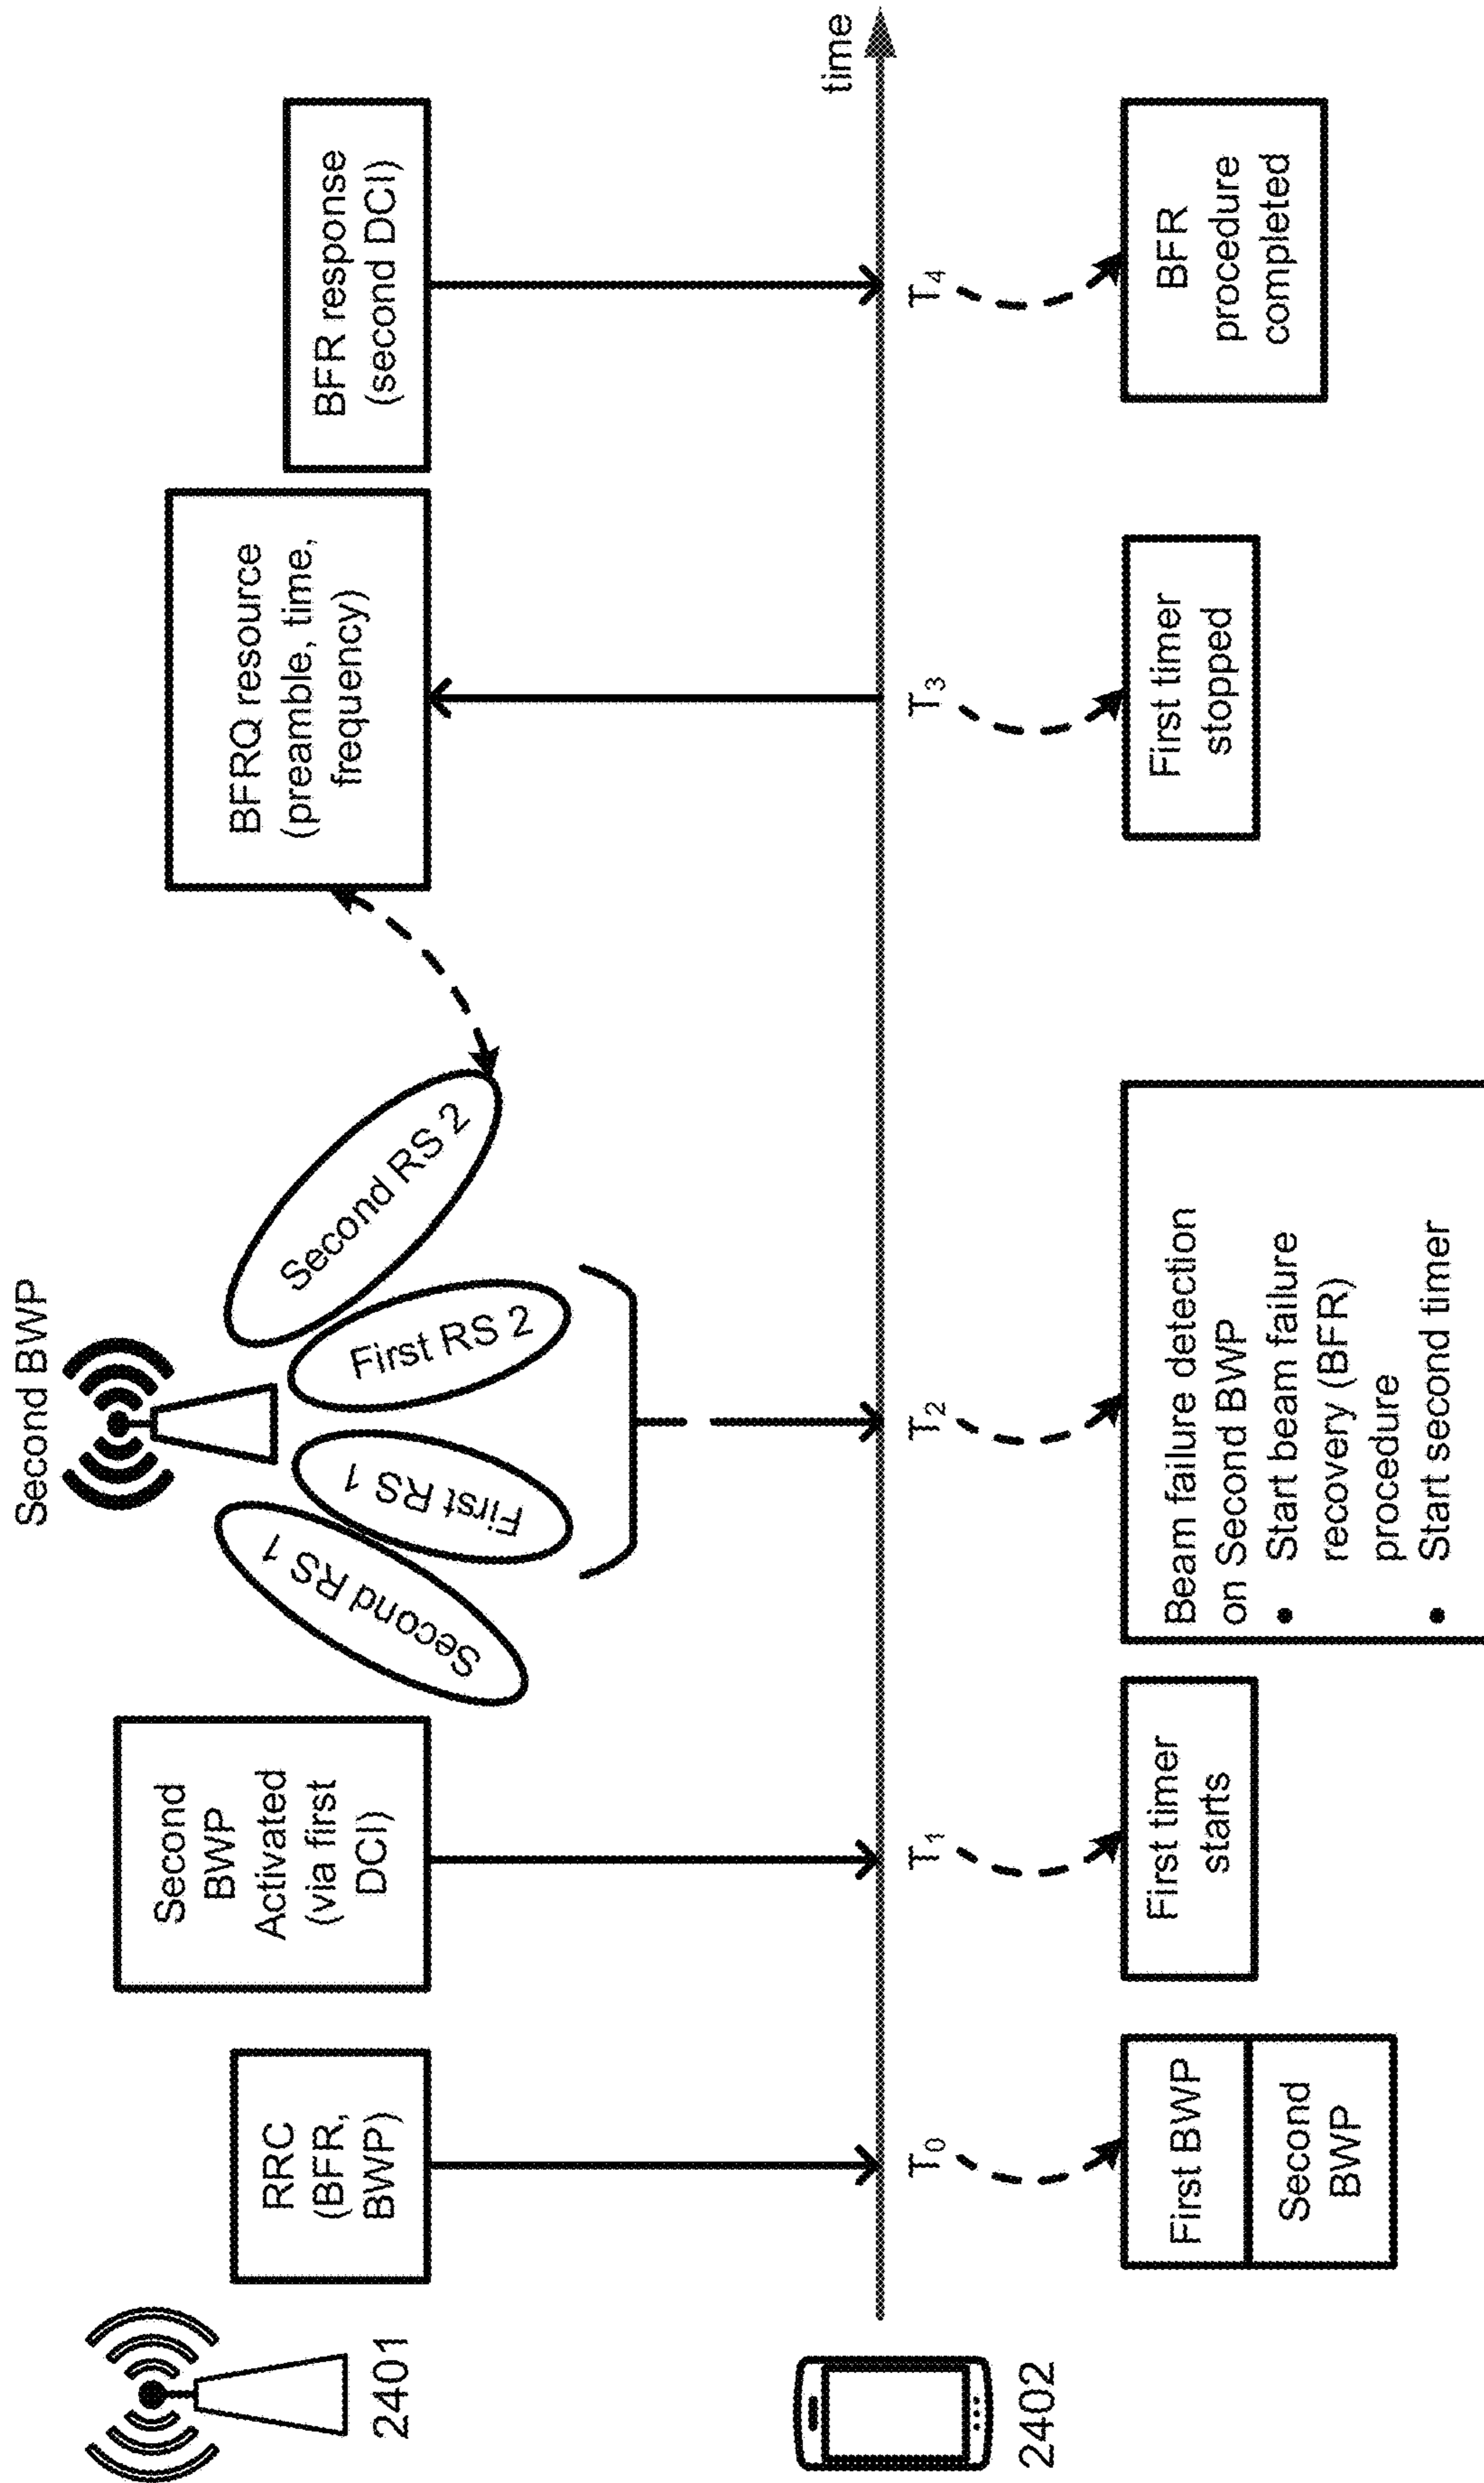 Second BWP
RRC
(BFR,
BWP)
Second
BWP
Activated
(via first
DCI)
Second RS 1
First RS 1
First RS 2
Second RS 2
BFRQ resource
(preamble, time,
frequency)
BFR response
(second DCI)
2401
time
2402
T0
T1
T2
T3
T4
First BWP
Second
BWP
First timer
starts
Beam failure detection
on Second BWP
• Start beam failure
recovery (BFR)
procedure
• Start second timer
First timer
stopped
BFR
procedure
completed